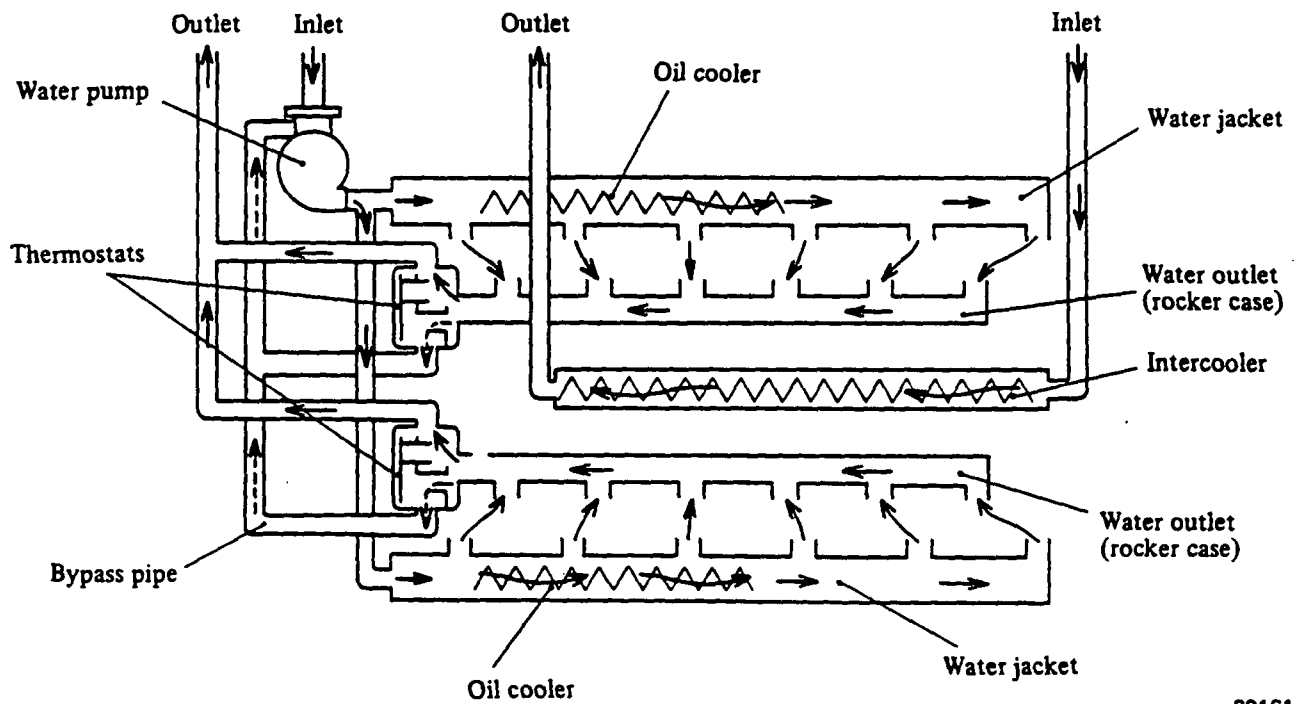 Outlet
Inlet
Outlet
Inlet
Oil cooler
Water pump
Water jacket
Thermostats
Water outlet
(rocker case)
Intercooler
Water outlet
(rocker case)
Bypass pipe
Water jacket
Oil cooler